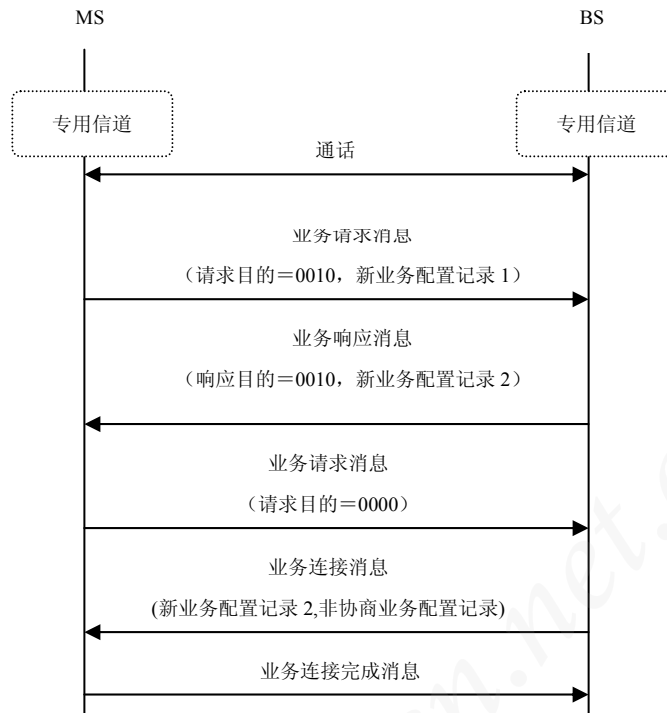 MS
BS
专用信道
专用信道
通话
业务请求消息
（请求目的＝0010，新业务配置记录 1）
业务响应消息
（响应目的＝0010，新业务配置记录 2）
业务请求消息
（请求目的＝0000）
业务连接消息
(新业务配置记录 2,非协商业务配置记录)
业务连接完成消息